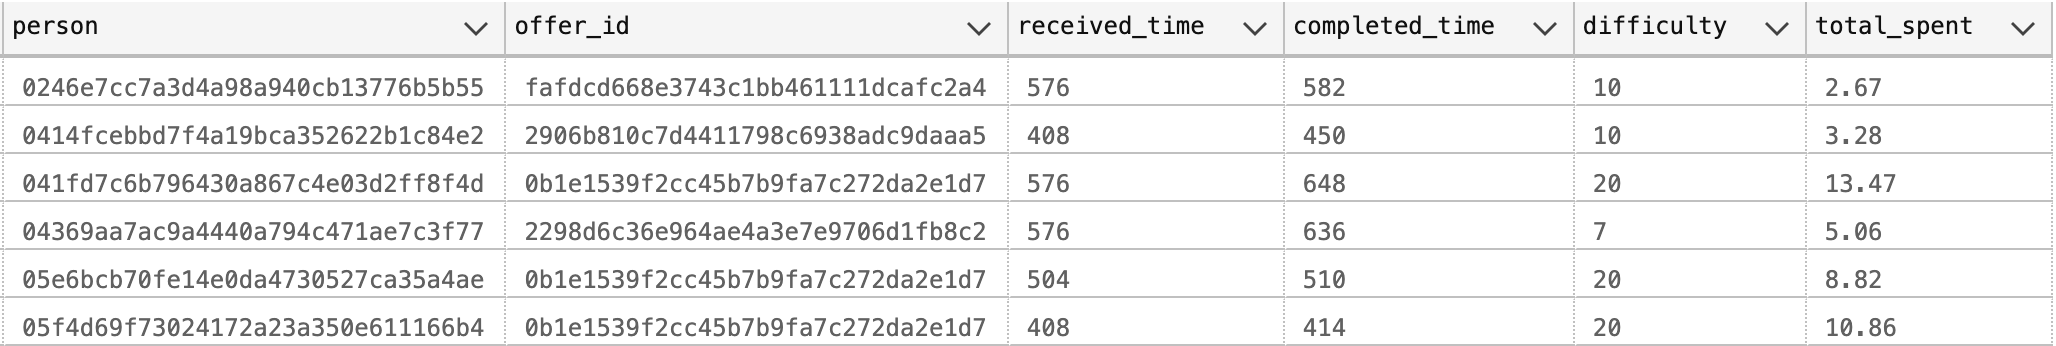 person offer_id received_time completed_time difficulty total_spent
0246e7cc7a3d4a98a940cb13776b5b55 fafdcd668e3743c1bb461111dcafc2a4 576 582 10 2.67
0414fcebbd7f4a19bca352622b1c84e2 2906b810c7d4411798c6938adc9daaa5 408 450 10 3.28
041fd7c6b796430a867c4e03d2ff8f4d 0b1e1539f2cc45b7b9fa7c272da2e1d7 576 648 20 13.47
04369aa7ac9a4440a794c471ae7c3f77 2298d6c36e964ae4a3e7e9706d1fb8c2 576 636 7 5.06
05e6bcb70fe14e0da4730527ca35a4ae 0b1e1539f2cc45b7b9fa7c272da2e1d7 504 510 20 8.82
05f4d69f73024172a23a350e611166b4 0b1e1539f2cc45b7b9fa7c272da2e1d7 408 414 20 10.86